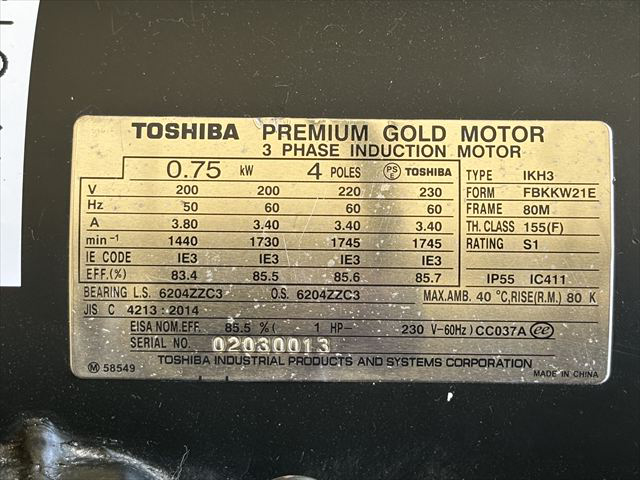 TOSHIBA PREMIUM GOLD MOTOR
3 PHASE INDUCTION MOTOR
0.75 kW 4 POLES PS E TOSHIBA TYPE IKH3
V 200 200 220 230 FORM FBKKW21E
Hz 50 60 60 60 FRAME 80M
A 3.80 3.40 3.40 3.40 TH. CLASS 155(F)
min⁻¹ 1440 1730 1745 1745 RATING S1
IE CODE IE3 IE3 IE3 IE3
EFF.(%) 83.4 85.5 85.6 85.7 IP55 IC411
BEARING L.S. 6204ZZC3 O.S. 6204ZZC3 MAX.AMB. 40 °C,RISE(R.M.) 80 K
JIS C 4213 : 2014
EISA NOM.EFF. 85.5 % ( 1 HP- 230 V-60Hz) CC037A ee
SERIAL NO. 02030013
TOSHIBA INDUSTRIAL PRODUCTS AND SYSTEMS CORPORATION
M 58549 MADE IN CHINA